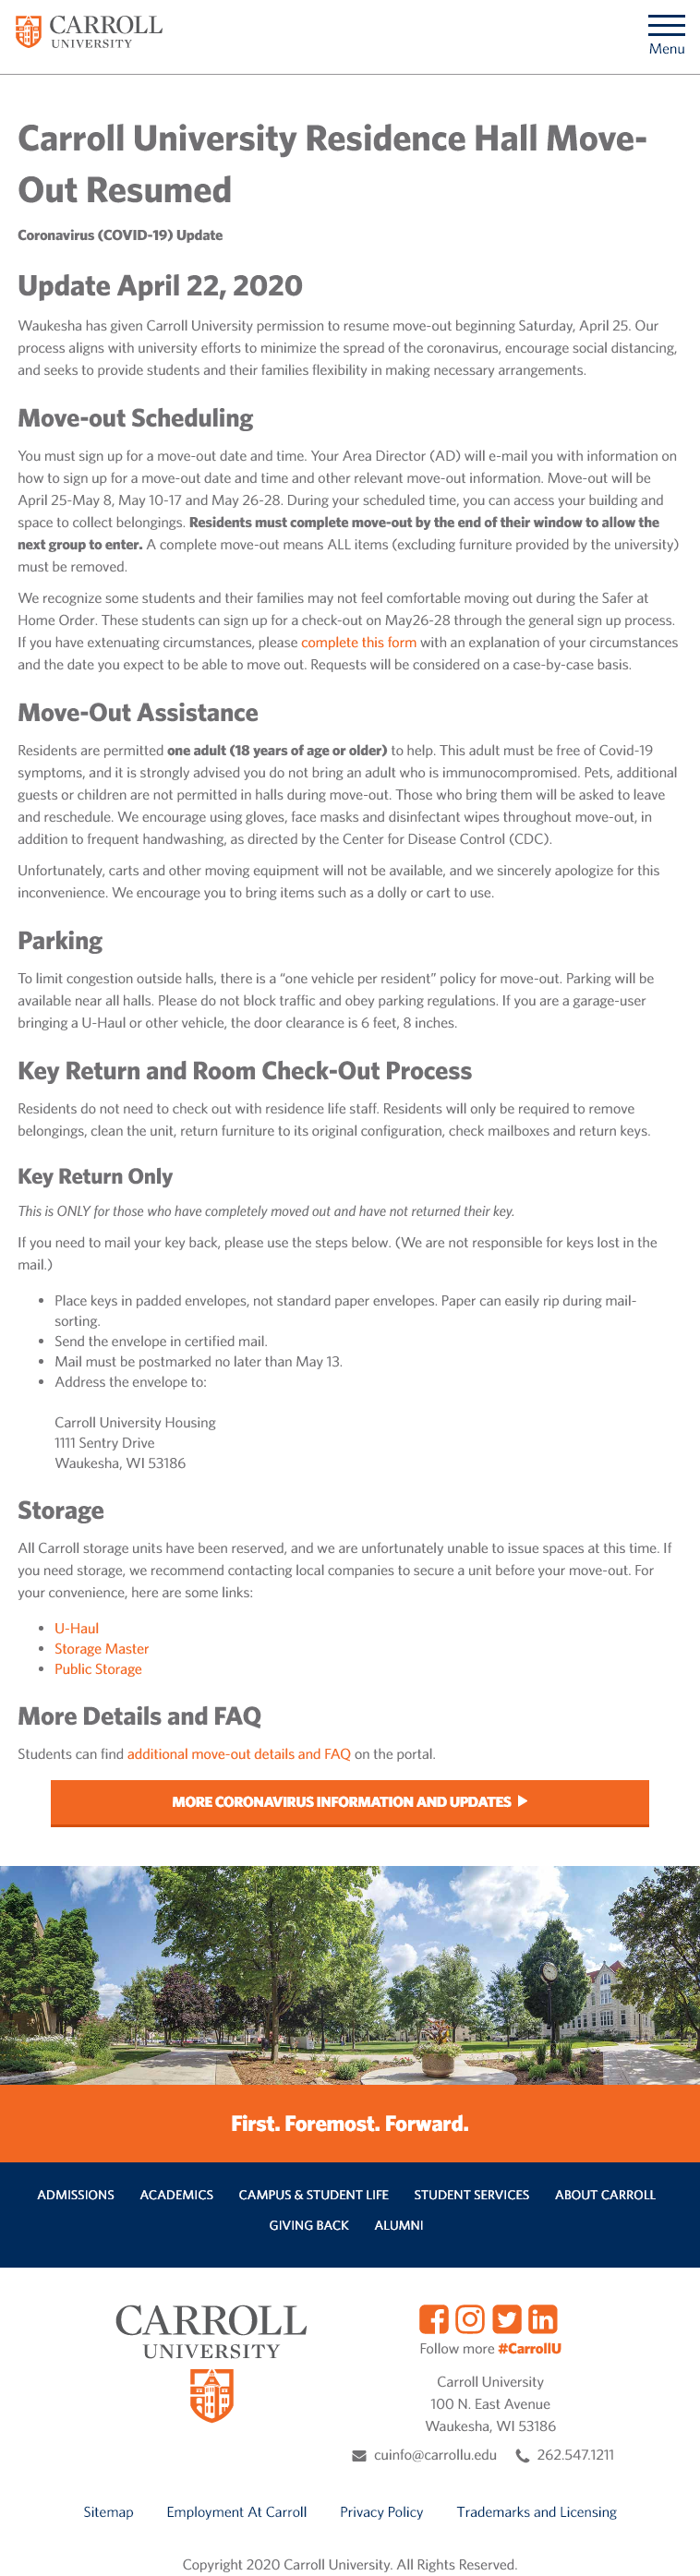 CARROLL
UNIVERSITY
Menu
Carroll University Residence Hall Move-
Out Resumed
Coronavirus (COVID-19) Update
Update April 22, 2020
Waukesha has given Carroll University permission to resume move-out beginning Saturday, April 25. Our
process aligns with university efforts to minimize the spread of the coronavirus, encourage social distancing,
and seeks to provide students and their families flexibility in making necessary arrangements.
Move-out Scheduling
You must sign up for a move-out date and time. Your Area Director (AD) will e-mail you with information on
how to sign up for a move-out date and time and other relevant move-out information. Move-out will be
April 25-May 8, May 10-17 and May 26-28. During your scheduled time, you can access your building and
space to collect belongings. Residents must complete move-out by the end of their window to allow the
next group to enter. A complete move-out means ALL items (excluding furniture provided by the university)
must be removed.
We recognize some students and their families may not feel comfortable moving out during the Safer at
Home Order. These students can sign up for a check-out on May26-28 through the general sign up process.
If you have extenuating circumstances, please complete this form with an explanation of your circumstances
and the date you expect to be able to move out. Requests will be considered on a case-by-case basis.
Move-Out Assistance
Residents are permitted one adult (18 years of age or older) to help. This adult must be free of Covid-19
symptoms, and it is strongly advised you do not bring an adult who is immunocompromised. Pets, additional
guests or children are not permitted in halls during move-out. Those who bring them will be asked to leave
and reschedule. We encourage using gloves, face masks and disinfectant wipes throughout move-out, in
addition to frequent handwashing, as directed by the Center for Disease Control (CDC).
Unfortunately, carts and other moving equipment will not be available, and we sincerely apologize for this
inconvenience. We encourage you to bring items such as a dolly or cart to use.
Parking
To limit congestion outside halls, there is a “one vehicle per resident” policy for move-out. Parking will be
available near all halls. Please do not block traffic and obey parking regulations. If you are a garage-user
bringing a U-Haul or other vehicle, the door clearance is 6 feet, 8 inches.
Key Return and Room Check-Out Process
Residents do not need to check out with residence life staff. Residents will only be required to remove
belongings, clean the unit, return furniture to its original configuration, check mailboxes and return keys.
Key Return Only
This is ONLY for those who have completely moved out and have not returned their key.
If you need to mail your key back, please use the steps below. (We are not responsible for keys lost in the
mail.)
• Place keys in padded envelopes, not standard paper envelopes. Paper can easily rip during mail-
sorting.
• Send the envelope in certified mail.
• Mail must be postmarked no later than May 13.
• Address the envelope to:
Carroll University Housing
1111 Sentry Drive
Waukesha, WI 53186
Storage
All Carroll storage units have been reserved, and we are unfortunately unable to issue spaces at this time. If
you need storage, we recommend contacting local companies to secure a unit before your move-out. For
your convenience, here are some links:
• U-Haul
• Storage Master
• Public Storage
More Details and FAQ
Students can find additional move-out details and FAQ on the portal.
MORE CORONAVIRUS INFORMATION AND UPDATES
First. Foremost. Forward.
ADMISSIONS ACADEMICS CAMPUS & STUDENT LIFE STUDENT SERVICES ABOUT CARROLL
GIVING BACK ALUMNI
CARROLL
UNIVERSITY
Follow more #CarrollU
Carroll University
100 N. East Avenue
Waukesha, WI 53186
cuinfo@carrollu.edu 262.547.1211
Sitemap Employment At Carroll Privacy Policy Trademarks and Licensing
Copyright 2020 Carroll University. All Rights Reserved.